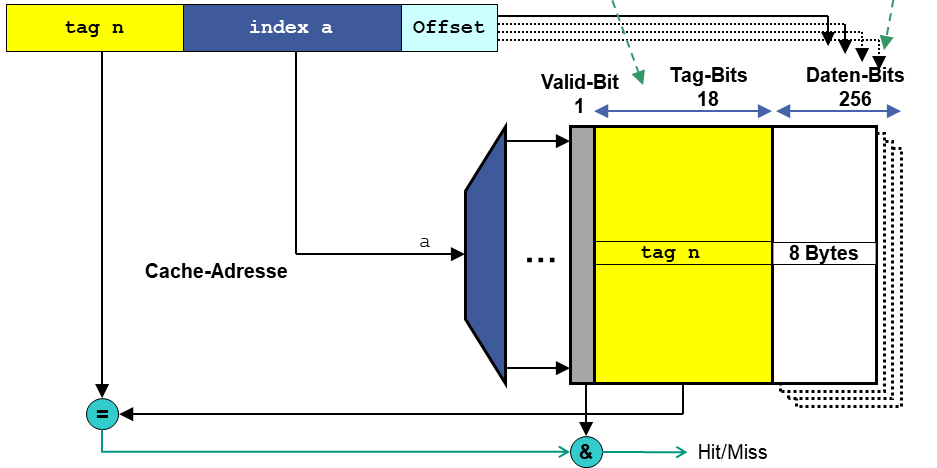 tag n index a Offset
Valid-Bit
1
Tag-Bits
18
Daten-Bits
256
a
Cache-Adresse
...
tag n
8 Bytes
=
&
Hit/Miss